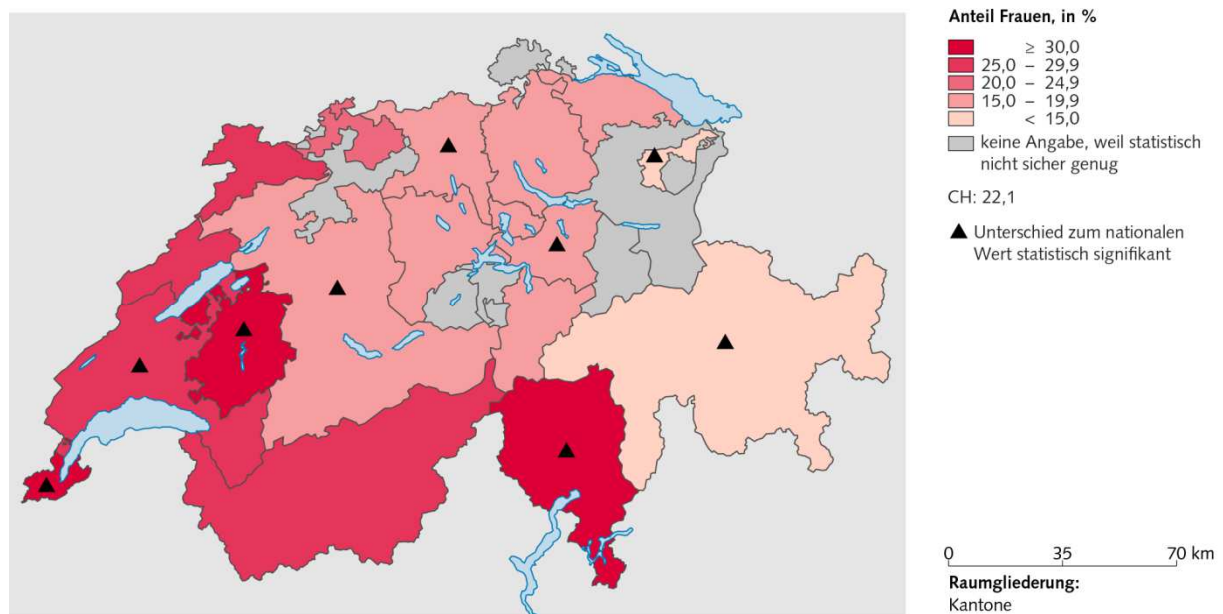 Anteil Frauen, in %
≥ 30,0
25,0 – 29,9
20,0 – 24,9
15,0 – 19,9
< 15,0
keine Angabe, weil statistisch
nicht sicher genug
CH: 22,1
Unterschied zum nationalen
Wert statistisch signifikant
0 35 70 km
Raumgliederung:
Kantone